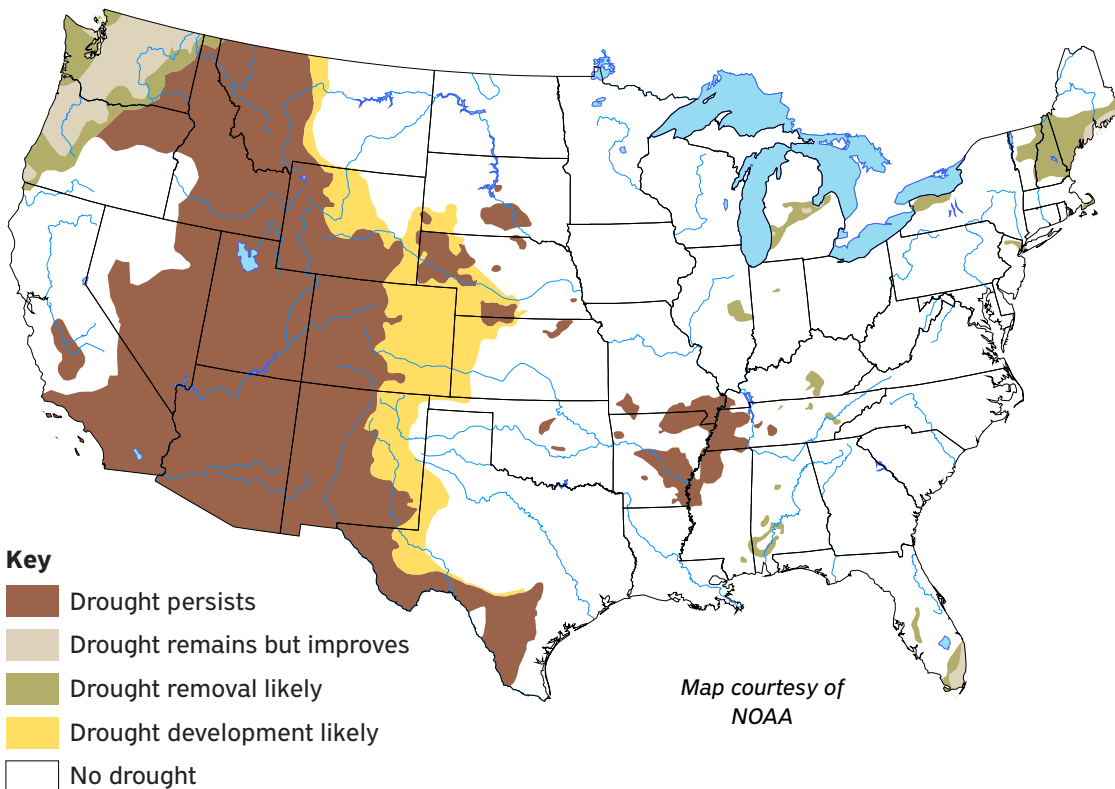 Key
Drought persists
Drought remains but improves
Drought removal likely
Drought development likely
No drought
Map courtesy of
NOAA